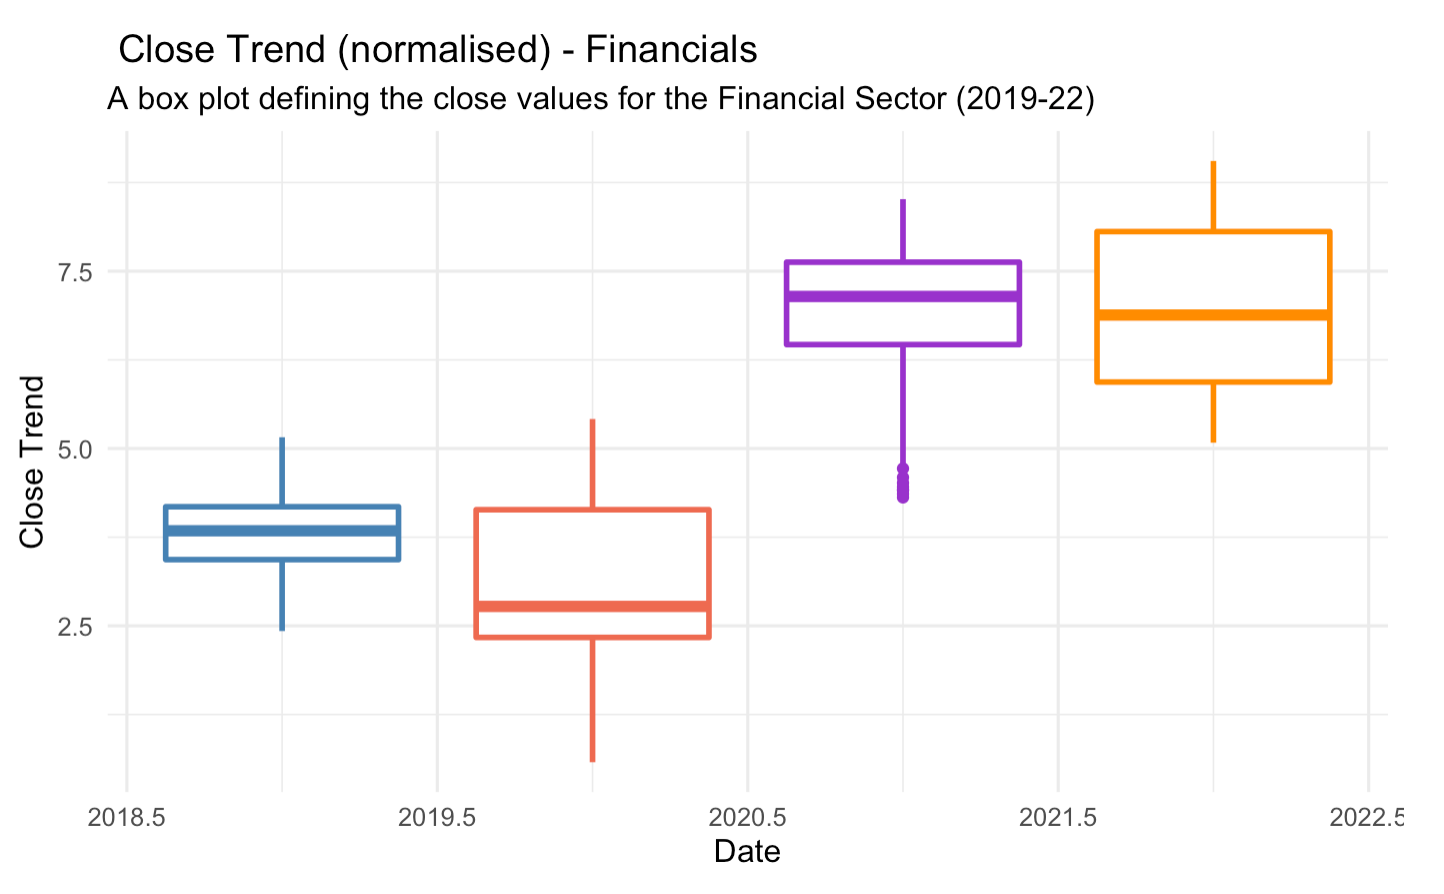 Close Trend (normalised) - Financials
A box plot defining the close values for the Financial Sector (2019-22)
Close Trend
7.5
5.0
2.5
2018.5 2019.5 2020.5 2021.5 2022.5
Date